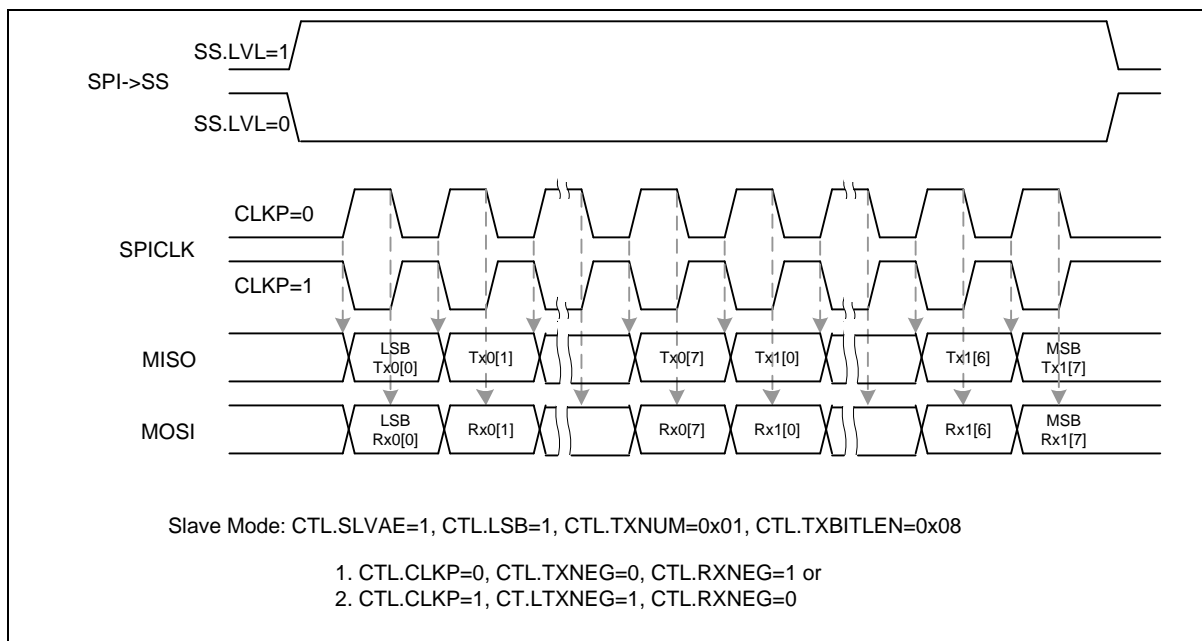 SS.LVL=1
SPI->SS
SS.LVL=0
CLKP=0
SPICLK
CLKP=1
MISO
LSB
Tx0[0]
Tx0[1]
Tx0[7]
Tx1[0]
Tx1[6]
MSB
Tx1[7]
MOSI
LSB
Rx0[0]
Rx0[1]
Rx0[7]
Rx1[0]
Rx1[6]
MSB
Rx1[7]
Slave Mode: CTL.SLVAE=1, CTL.LSB=1, CTL.TXNUM=0x01, CTL.TXBITLEN=0x08
1. CTL.CLKP=0, CTL.TXNEG=0, CTL.RXNEG=1 or
2. CTL.CLKP=1, CT.LTXNEG=1, CTL.RXNEG=0